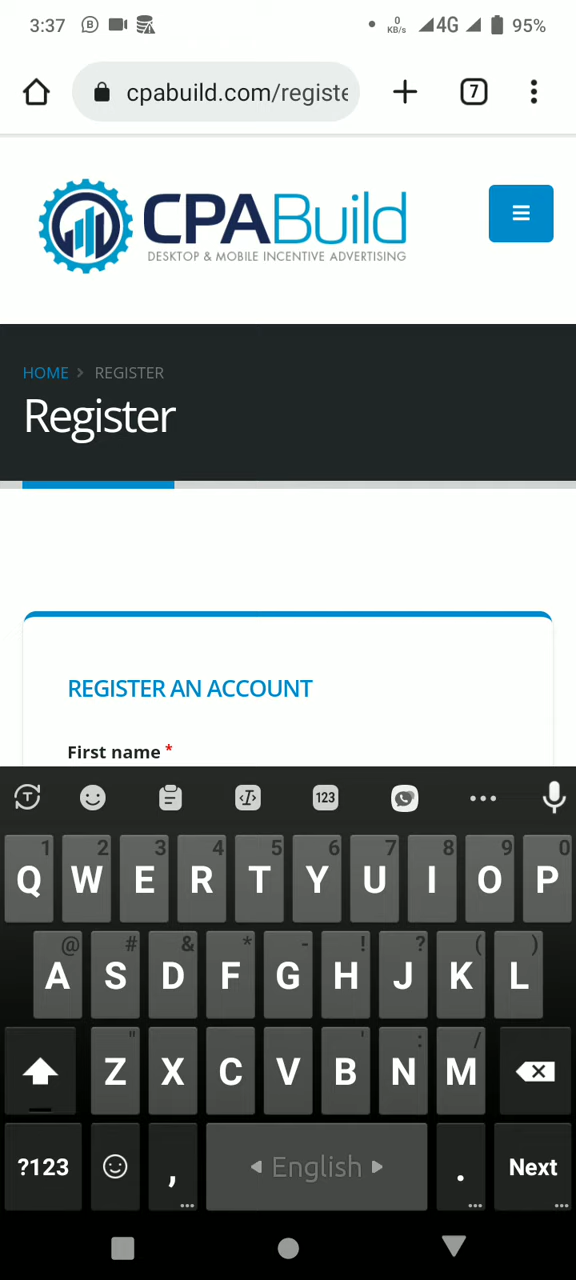 3:37 0 KB/s 4G 95%
cpabuild.com/registe 7
CPABuild
DESKTOP & MOBILE INCENTIVE ADVERTISING
HOME > REGISTER
Register
REGISTER AN ACCOUNT
First name *
T 123
1 2 3 4 5 6 7 8 9 0
Q W E R T Y U I O P
@ # & * - ! ? ( )
A S D F G H J K L
" ' : /
Z X C V B N M
?123 , English . Next